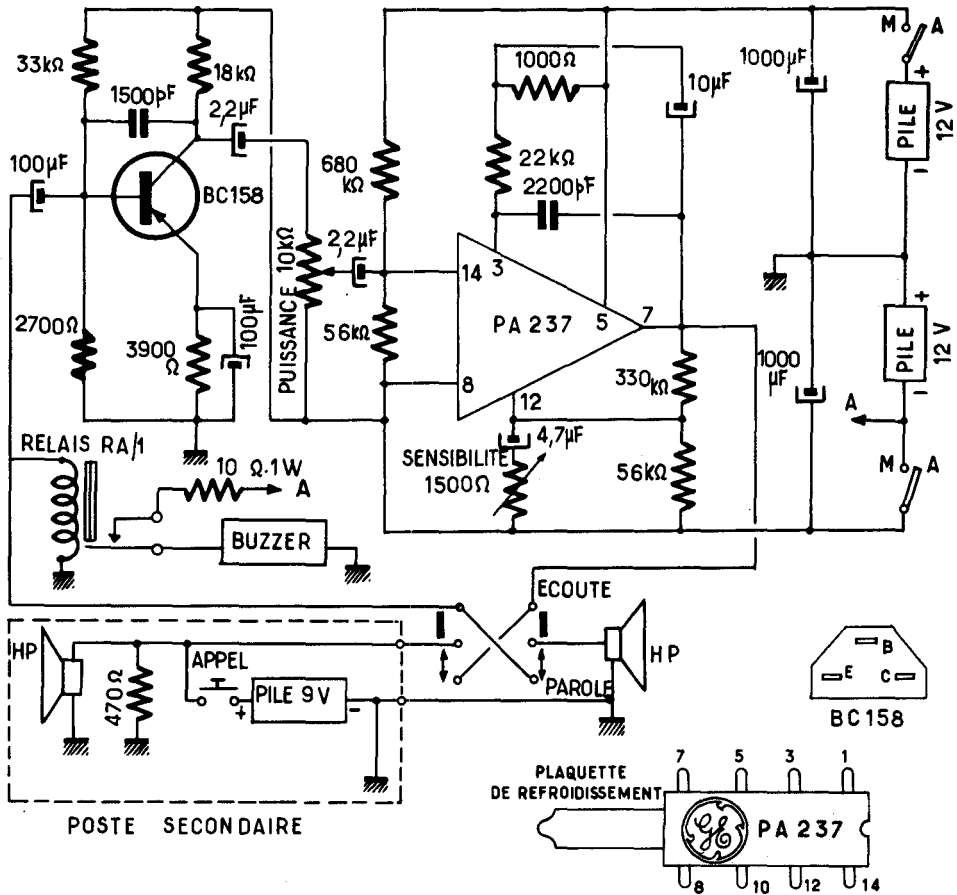 33kΩ
18kΩ
1500pF
2,2µF
100µF
BC158
2700Ω
3900
Ω
100µF
PUISSANCE 10kΩ
2,2µF
680
kΩ
56kΩ
1000Ω
22kΩ
2200pF
10µF
3
14
PA 237
5
7
8
12
4,7µF
SENSIBILITE
1500Ω
330
kΩ
56kΩ
1000µF
1000
µF
M
A
+
PILE
12 V
-
+
PILE
12 V
-
A
M
A
RELAIS RA/1
10 Ω.1W
A
BUZZER
ECOUTE
HP
PAROLE
HP
470Ω
APPEL
+
PILE 9V
-
POSTE SECONDAIRE
B
E
C
BC158
PLAQUETTE
DE REFROIDISSEMENT
7
5
3
1
GE
PA 237
8
10
12
14